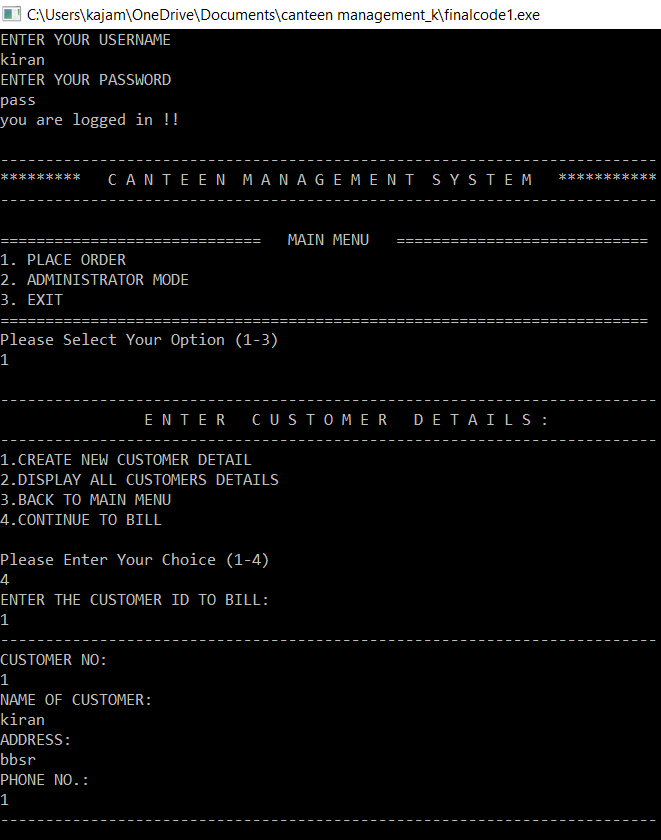 C:\Users\kajam\OneDrive\Documents\canteen management_k\finalcode1.exe
ENTER YOUR USERNAME
kiran
ENTER YOUR PASSWORD
pass
you are logged in !!
-------------------------------------------------------------------------
*********   C A N T E E N  M A N A G E M E N T  S Y S T E M   ***********
-------------------------------------------------------------------------
=============================   MAIN MENU   ============================
1. PLACE ORDER
2. ADMINISTRATOR MODE
3. EXIT
========================================================================
Please Select Your Option (1-3)
1
-------------------------------------------------------------------------
E N T E R   C U S T O M E R   D E T A I L S :
-------------------------------------------------------------------------
1.CREATE NEW CUSTOMER DETAIL
2.DISPLAY ALL CUSTOMERS DETAILS
3.BACK TO MAIN MENU
4.CONTINUE TO BILL
Please Enter Your Choice (1-4)
4
ENTER THE CUSTOMER ID TO BILL:
1
-------------------------------------------------------------------------
CUSTOMER NO:
1
NAME OF CUSTOMER:
kiran
ADDRESS:
bbsr
PHONE NO.:
1
-------------------------------------------------------------------------